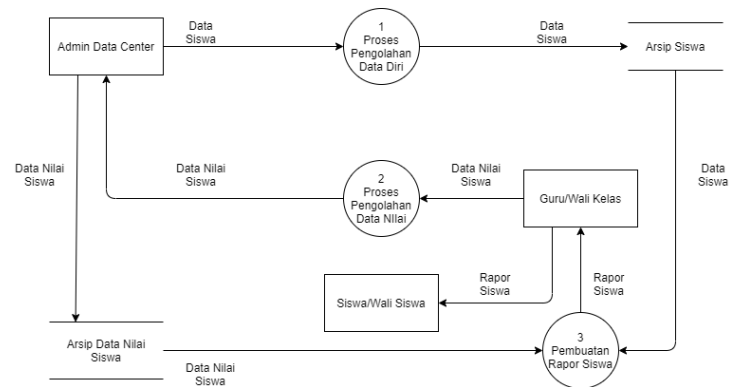 Data
Siswa
1
Proses
Pengolahan
Data Diri
Data
Siswa
Admin Data Center
Arsip Siswa
Data Nilai
Siswa
Data Nilai
Siswa
2
Proses
Pengolahan
Data NIlai
Data Nilai
Siswa
Guru/Wali Kelas
Data
Siswa
Siswa/Wali Siswa
Rapor
Siswa
Rapor
Siswa
Arsip Data Nilai
Siswa
Data Nilai
Siswa
3
Pembuatan
Rapor Siswa